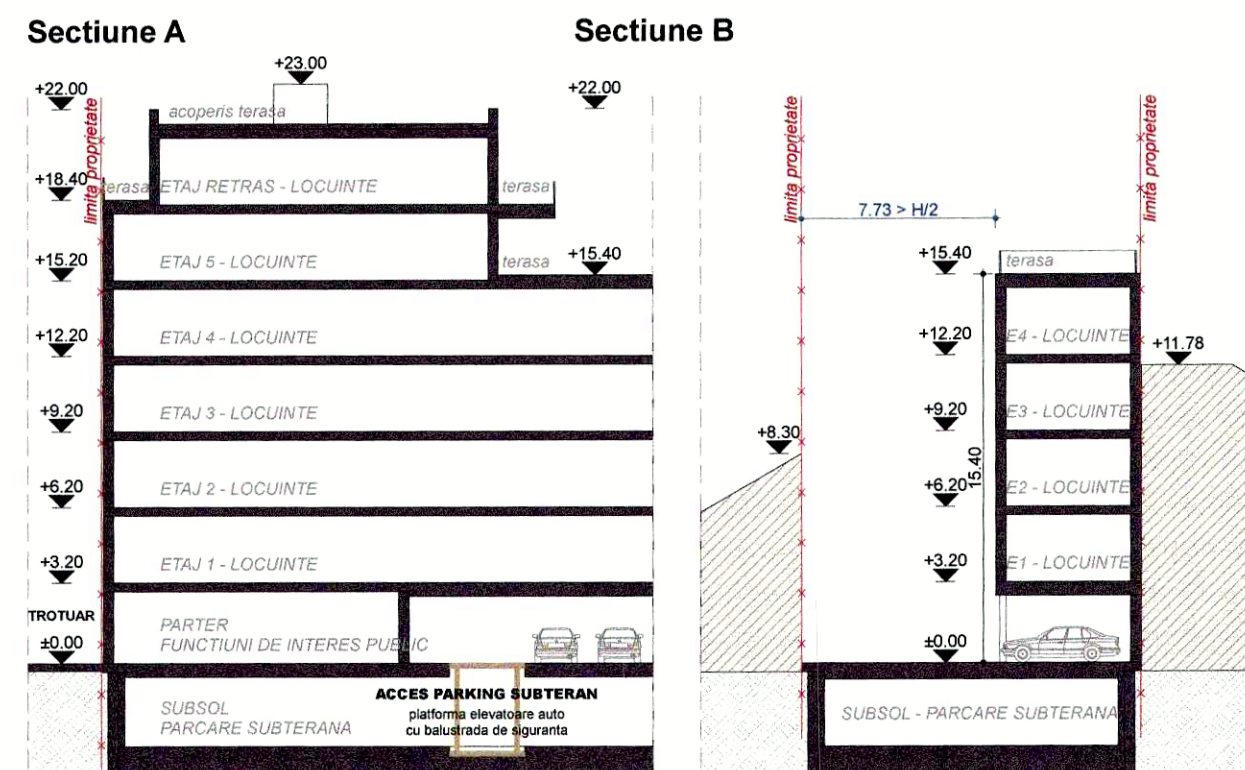 Sectiune A
+23.00
+22.00
limita proprietate
acoperis terasa
+18.40
terasa
ETAJ RETRAS - LOCUINTE
terasa
+15.20
ETAJ 5 - LOCUINTE
terasa
+15.40
+12.20
ETAJ 4 - LOCUINTE
+9.20
ETAJ 3 - LOCUINTE
+6.20
ETAJ 2 - LOCUINTE
+3.20
ETAJ 1 - LOCUINTE
TROTUAR
±0.00
PARTER
FUNCTIUNI DE INTERES PUBLIC
SUBSOL
PARCARE SUBTERANA
ACCES PARKING SUBTERAN
platforma elevatoare auto
cu balustrada de siguranta
Sectiune B
+22.00
limita proprietate
limita proprietate
7.73 > H/2
+15.40
terasa
+12.20
E4 - LOCUINTE
+11.78
+9.20
E3 - LOCUINTE
+8.30
15.40
+6.20
E2 - LOCUINTE
+3.20
E1 - LOCUINTE
±0.00
SUBSOL - PARCARE SUBTERANA